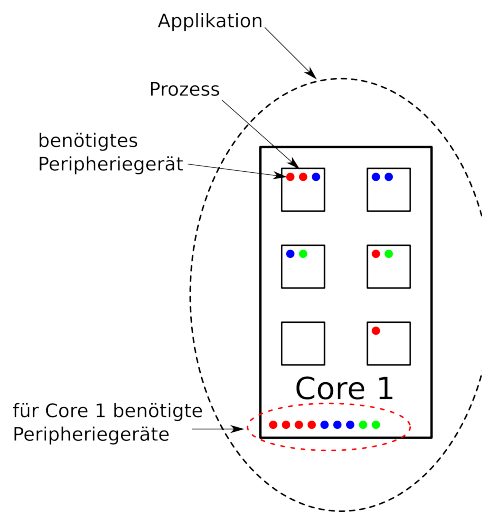 Applikation
Prozess
benötigtes
Peripheriegerät
Core 1
für Core 1 benötigte
Peripheriegeräte